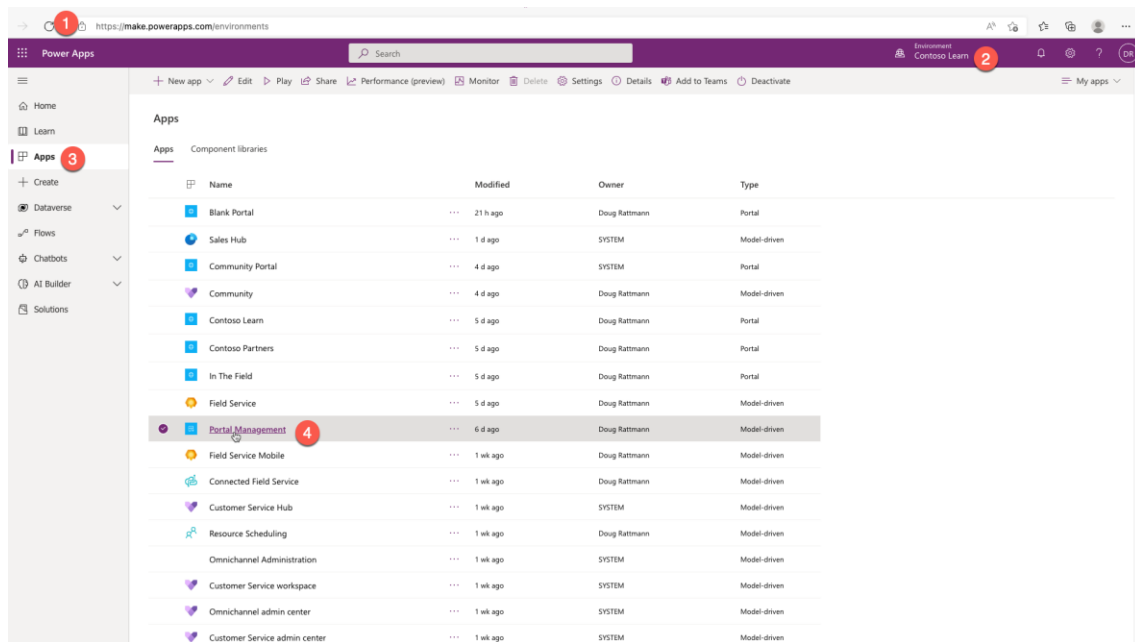 1 https://make.powerapps.com/environments
Power Apps Search Environment
Contoso Learn 2 ? DR
New app Edit Play Share Performance (preview) Monitor Delete Settings Details Add to Teams Deactivate My apps
Home
Learn
Apps 3
Create
Dataverse
Flows
Chatbots
AI Builder
Solutions
Apps
Apps Component libraries
Name Modified Owner Type
Blank Portal ... 21 h ago Doug Rattmann Portal
Sales Hub ... 1 d ago SYSTEM Model-driven
Community Portal ... 4 d ago SYSTEM Portal
Community ... 4 d ago Doug Rattmann Model-driven
Contoso Learn ... 5 d ago Doug Rattmann Portal
Contoso Partners ... 5 d ago Doug Rattmann Portal
In The Field ... 5 d ago Doug Rattmann Portal
Field Service ... 5 d ago Doug Rattmann Model-driven
Portal Management 4 ... 6 d ago Doug Rattmann Model-driven
Field Service Mobile ... 1 wk ago Doug Rattmann Model-driven
Connected Field Service ... 1 wk ago Doug Rattmann Model-driven
Customer Service Hub ... 1 wk ago SYSTEM Model-driven
Resource Scheduling ... 1 wk ago Doug Rattmann Model-driven
Omnichannel Administration ... 1 wk ago SYSTEM Model-driven
Customer Service workspace ... 1 wk ago SYSTEM Model-driven
Omnichannel admin center ... 1 wk ago SYSTEM Model-driven
Customer Service admin center ... 1 wk ago SYSTEM Model-driven